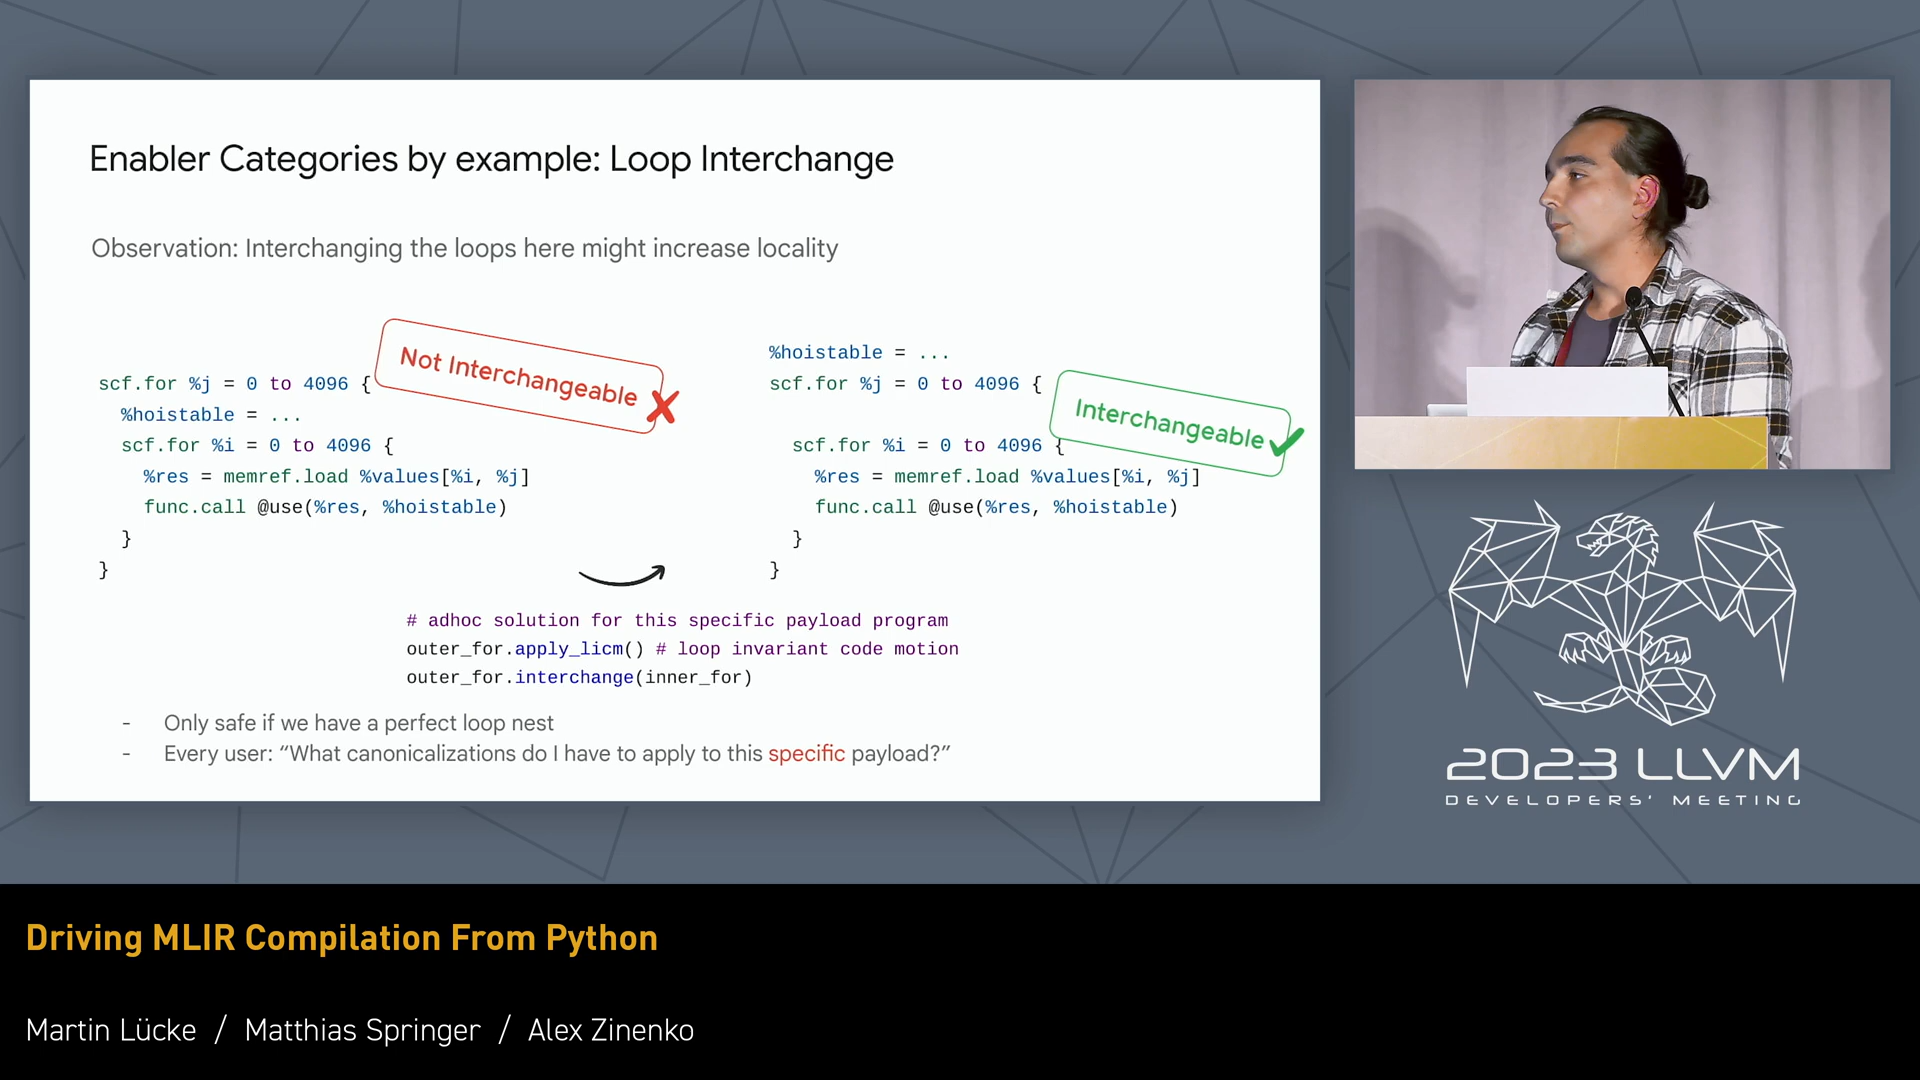 Enabler Categories by example: Loop Interchange
Observation: Interchanging the loops here might increase locality
Not Interchangeable
scf.for %j = 0 to 4096 {
%hoistable = ...
scf.for %i = 0 to 4096 {
%res = memref.load %values[%i, %j]
func.call @use(%res, %hoistable)
}
}
%hoistable = ...
scf.for %j = 0 to 4096 {
Interchangeable
scf.for %i = 0 to 4096 {
%res = memref.load %values[%i, %j]
func.call @use(%res, %hoistable)
}
}
# adhoc solution for this specific payload program
outer_for.apply_licm() # loop invariant code motion
outer_for.interchange(inner_for)
- Only safe if we have a perfect loop nest
- Every user: “What canonicalizations do I have to apply to this specific payload?”
2023 LLVM
DEVELOPERS' MEETING
Driving MLIR Compilation From Python
Martin Lücke / Matthias Springer / Alex Zinenko